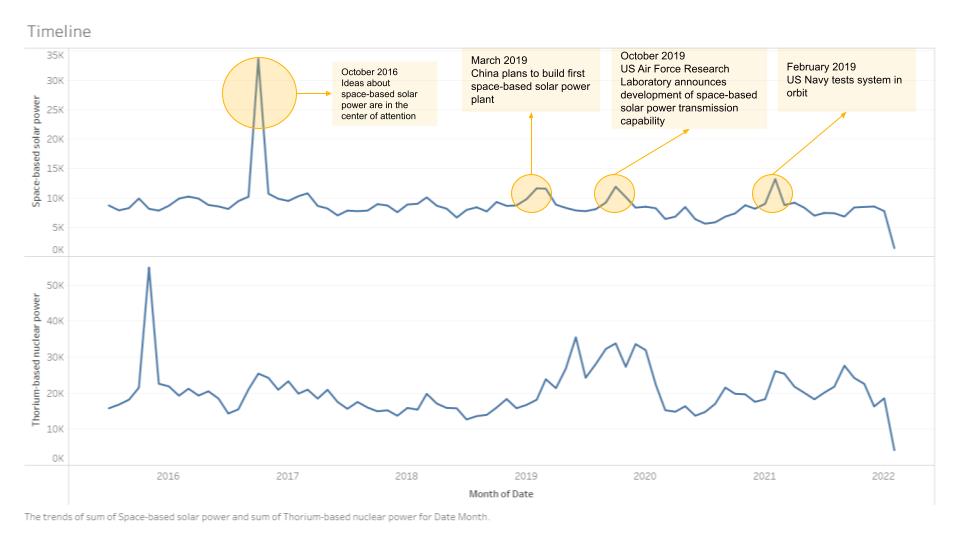 Timeline
35K
30K
25K
20K
15K
10K
5K
0K
Space-based solar power
October 2016
Ideas about
space-based solar
power are in the
center of attention
March 2019
China plans to build first
space-based solar power
plant
October 2019
US Air Force Research
Laboratory announces
development of space-based
solar power transmission
capability
February 2019
US Navy tests system in
orbit
50K
40K
30K
20K
10K
0K
Thorium-based nuclear power
2016
2017
2018
2019
2020
2021
2022
Month of Date
The trends of sum of Space-based solar power and sum of Thorium-based nuclear power for Date Month.